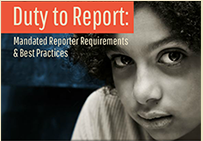 Duty to Report:
Mandated Reporter Requirements
& Best Practices